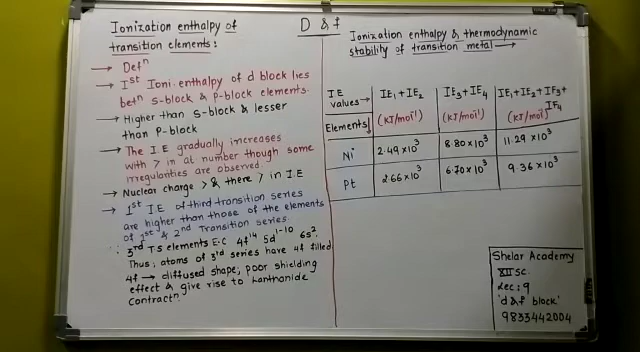 D & f
Ionization enthalpy of
transition elements:
→ Defⁿ
→ Iˢᵗ Ioni. enthalpy of d block lies
betⁿ s-block & p-block elements.
→ Higher than s-block & lesser
than p-block
→ The I.E gradually increases
with > in at number though some
irregularities are observed.
→ Nuclear charge > & there > in I.E
→ 1ˢᵗ I.E of third transition series
are higher than those of the elements
of 1ˢᵗ & 2ⁿᵈ Transition series.
∵ 3ʳᵈ TS elements E.C 4f¹⁴ 5d¹⁻¹⁰ 6s².
Thus, atoms of 3ʳᵈ series have 4f filled
4f → diffused shape, poor shielding
effect & give rise to Lanthanide
Contractⁿ
Ionization enthalpy & thermodynamic
stability of transition metal →
I E values → IE₁+IE₂ IE₃+IE₄ IE₁+IE₂+IE₃+IE₄
Elements↓ (KJ/mol⁻¹) (KJ/mol⁻¹) (KJ/mol⁻¹)
Ni 2.49×10³ 8.80×10³ 11.29×10³
Pt 2.66×10³ 6.70×10³ 9.36×10³
Shelar Academy
XII SC.
Lec: 9
'd & f block'
9833442004